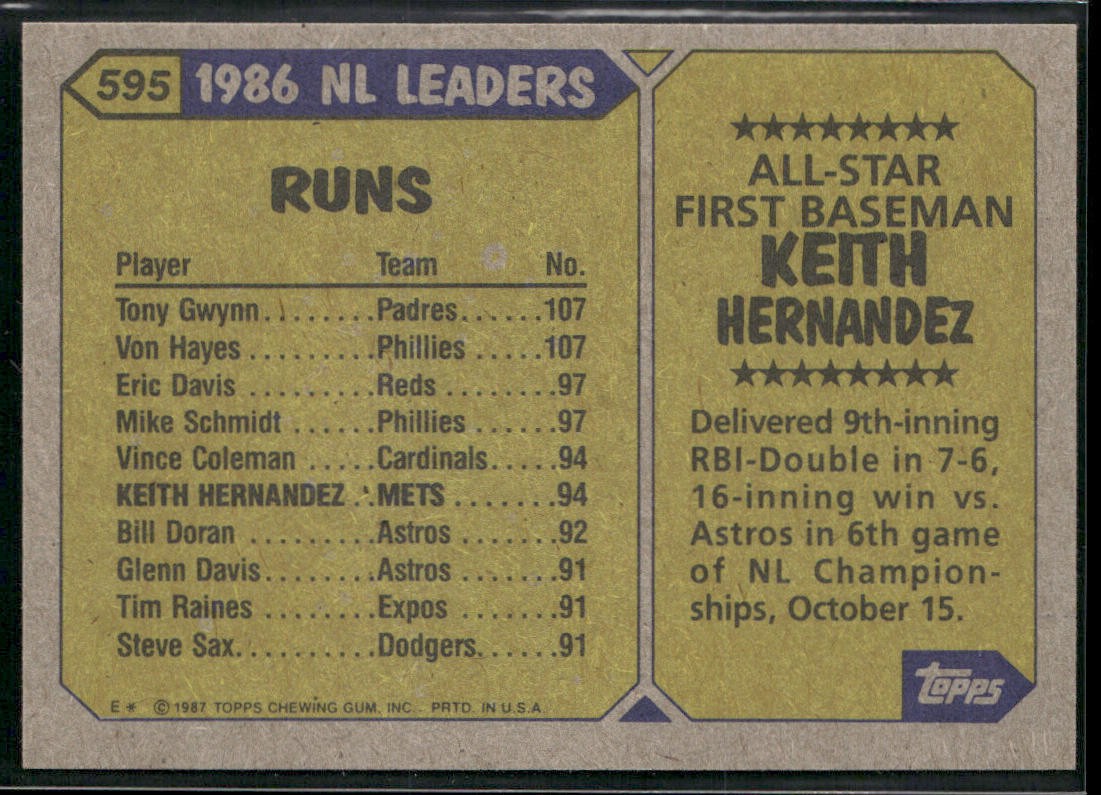 595 1986 NL LEADERS
RUNS
Player Team No.
Tony Gwynn........Padres......107
Von Hayes .........Phillies .....107
Eric Davis .........Reds .......97
Mike Schmidt ......Phillies .....97
Vince Coleman .....Cardinals.....94
KEITH HERNANDEZ ..METS .......94
Bill Doran .........Astros ......92
Glenn Davis........Astros ......91
Tim Raines ........Expos ......91
Steve Sax.........Dodgers.....91
E* © 1987 TOPPS CHEWING GUM, INC. PRTD. IN U.S.A.
ALL-STAR
FIRST BASEMAN
KEITH
HERNANDEZ
Delivered 9th-inning
RBI-Double in 7-6,
16-inning win vs.
Astros in 6th game
of NL Champion-
ships, October 15.
topps